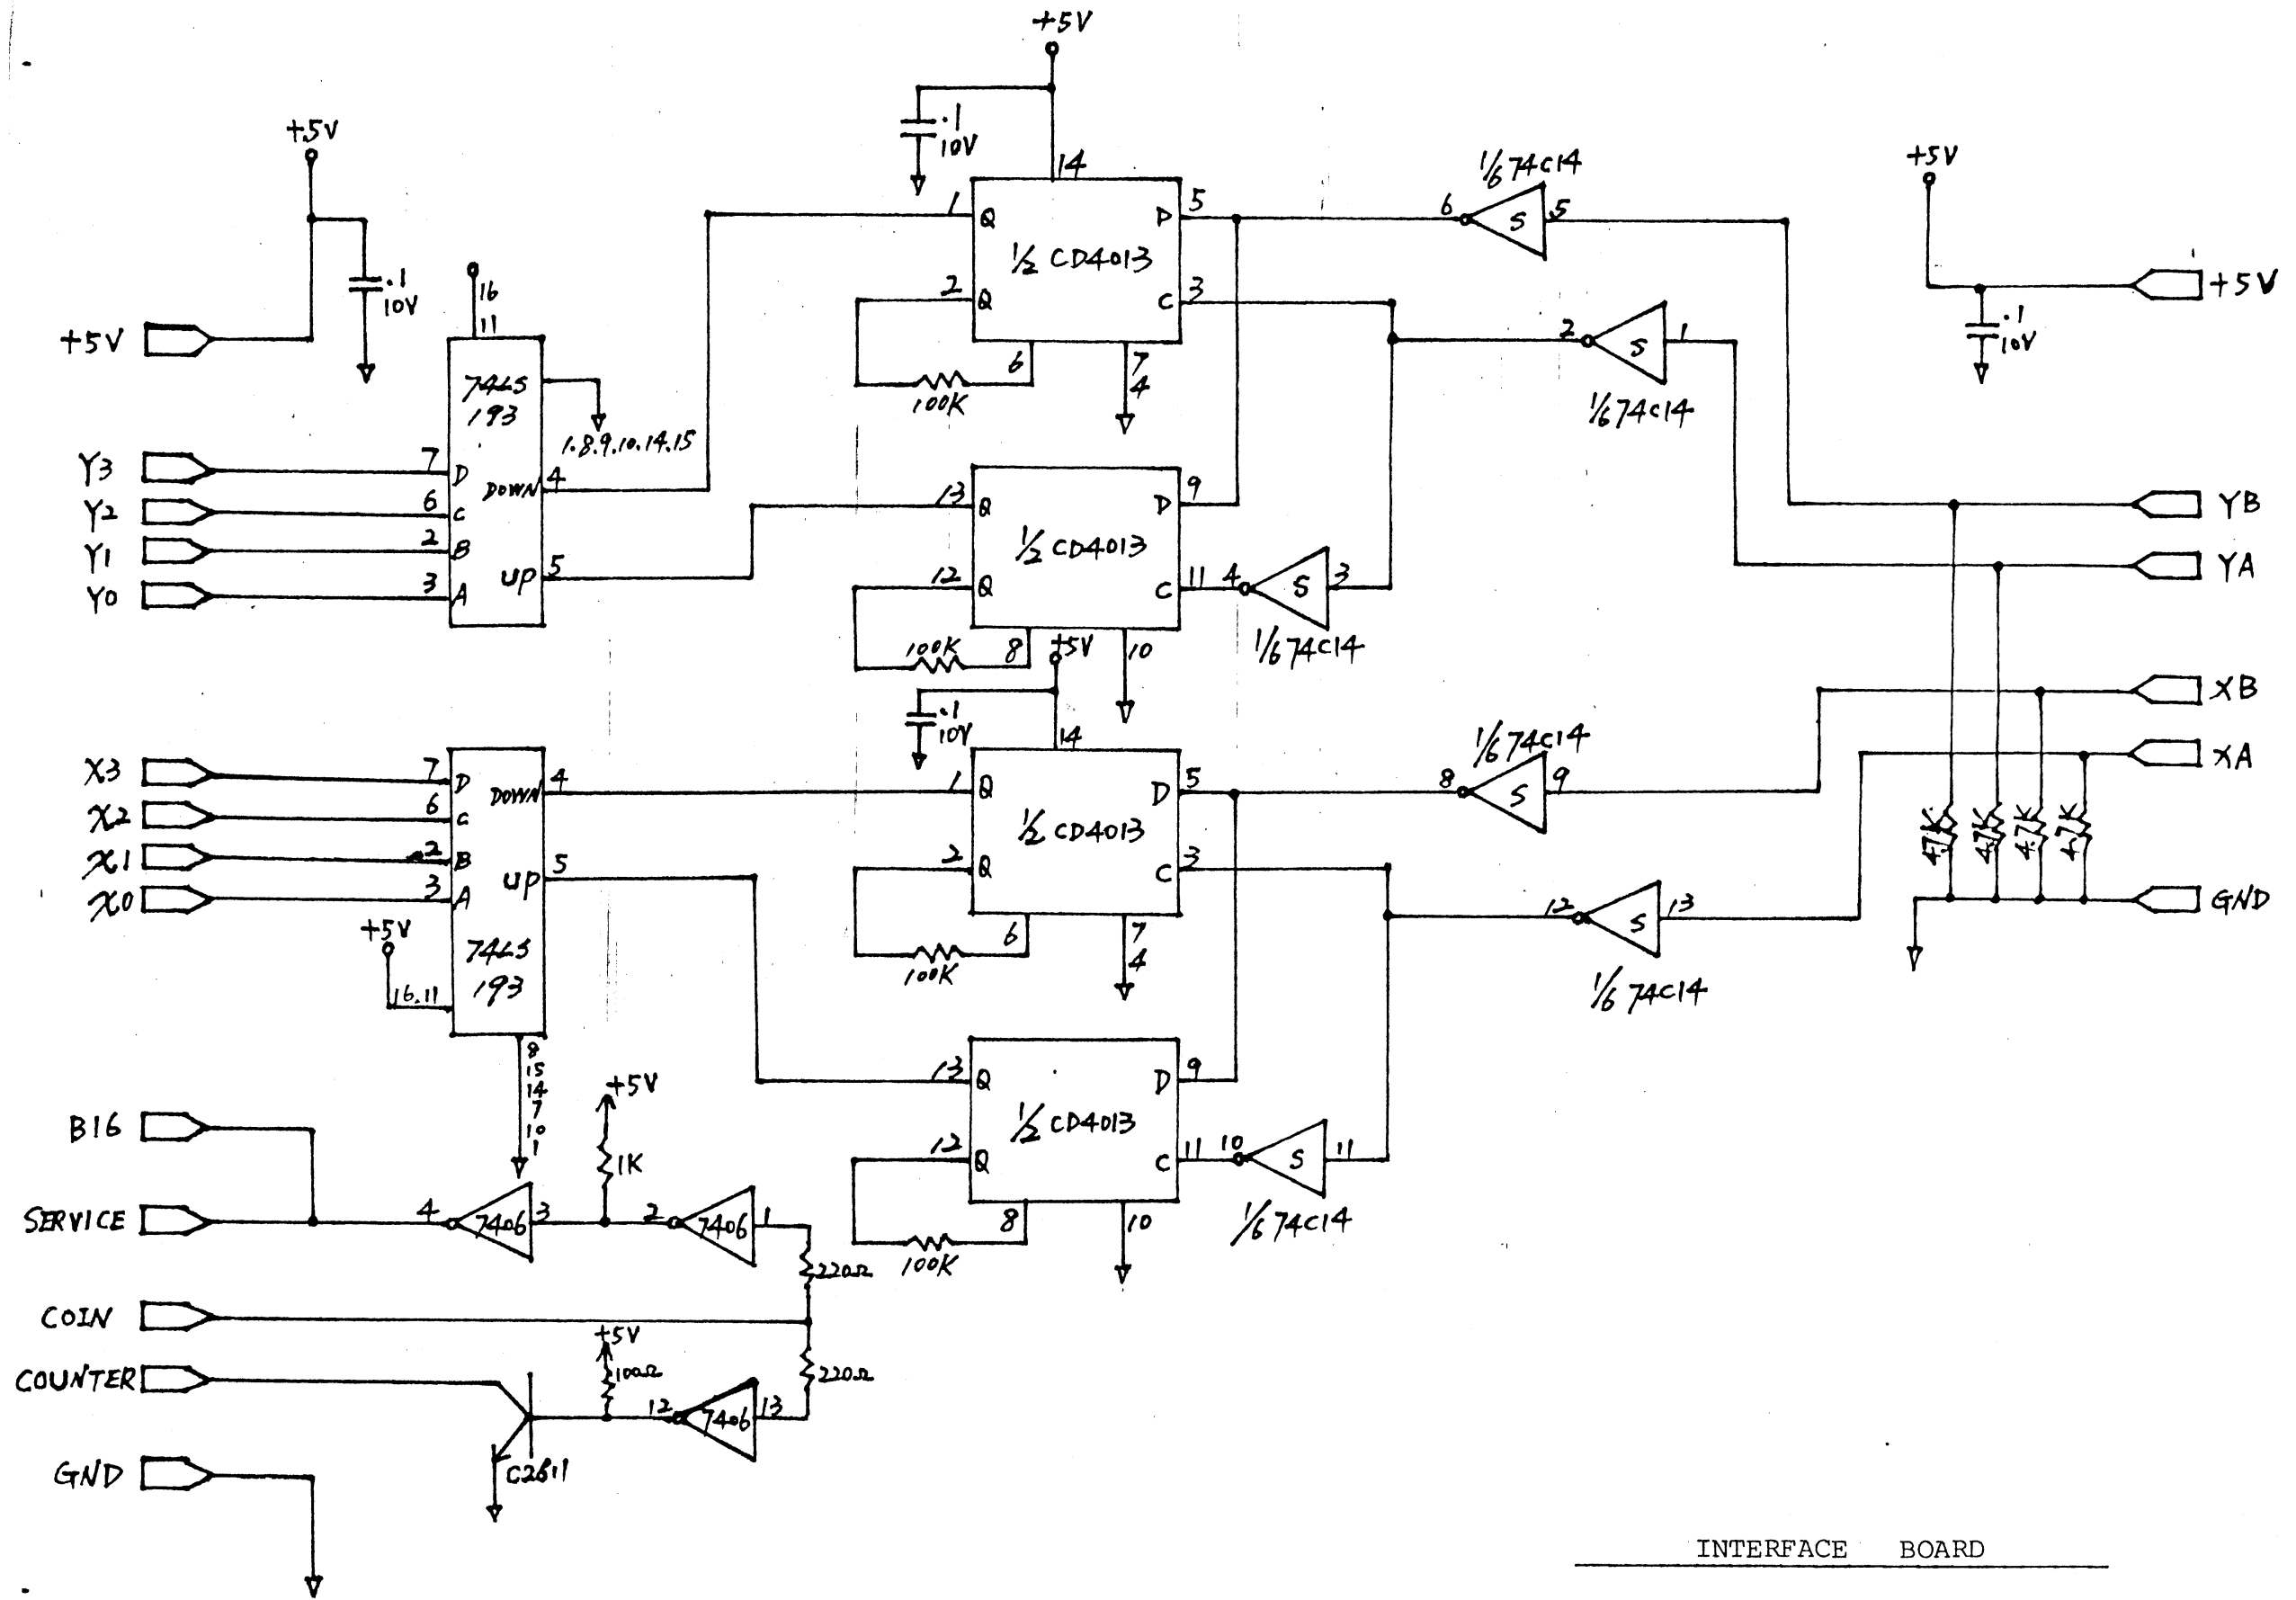 +5V
.1
10V
14
1
Q
D
5
1/2 CD4013
2
Q
C
3
6
7
4
100K
1/6 74C14
6
S
5
2
S
1
1/6 74C14
+5V
+5V
.1
10V
+5V
.1
10V
+5V
16
11
74LS
193
1.8.9.10.14.15
Y3
7
D
DOWN
4
Y2
6
C
Y1
2
B
UP
5
Y0
3
A
13
Q
D
9
1/2 CD4013
12
Q
C
11
4
S
3
1/6 74C14
100K
8
+5V
10
YB
YA
XB
XA
4.7K
4.7K
4.7K
4.7K
GND
.1
10V
14
1
Q
D
5
1/2 CD4013
2
Q
C
3
6
7
4
100K
1/6 74C14
8
S
9
12
S
13
1/6 74C14
X3
7
D
DOWN
4
X2
6
C
X1
2
B
UP
5
X0
3
A
+5V
16.11
74LS
193
8
15
14
7
10
1
13
Q
D
9
1/2 CD4013
12
Q
C
11
10
S
11
1/6 74C14
8
10
100K
B16
+5V
1K
SERVICE
4
7406
3
2
7406
1
220Ω
COIN
+5V
100Ω
220Ω
COUNTER
12
7406
13
C2611
GND
INTERFACE BOARD